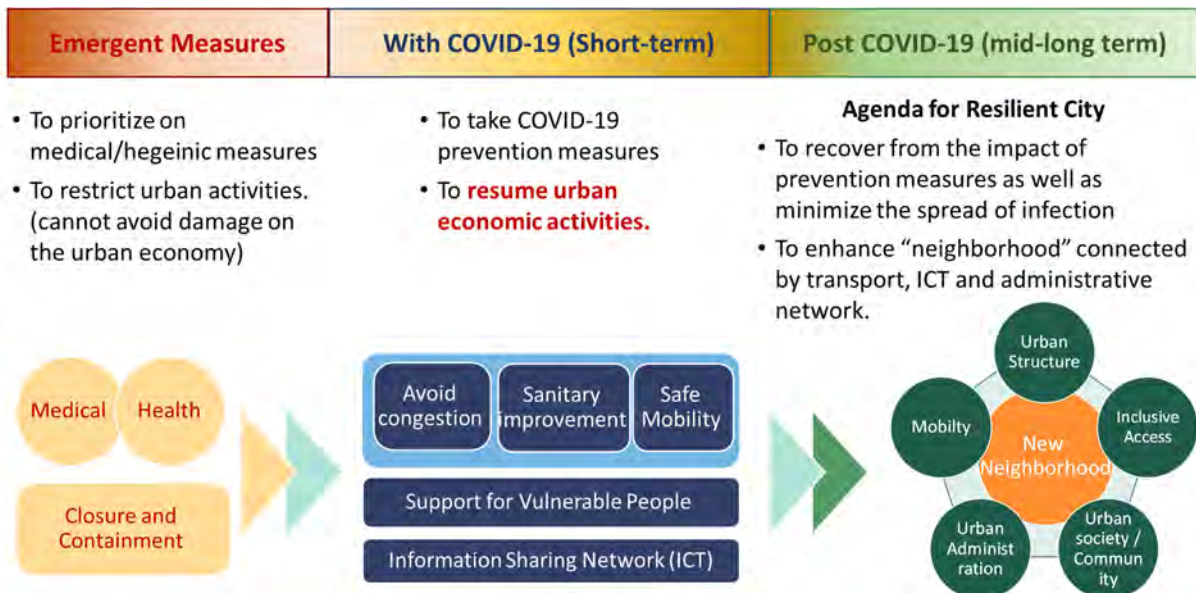 Emergent Measures
With COVID-19 (Short-term)
Post COVID-19 (mid-long term)
• To prioritize on
medical/hegeinic measures
• To restrict urban activities.
(cannot avoid damage on
the urban economy)
• To take COVID-19
prevention measures
• To resume urban
economic activities.
Agenda for Resilient City
• To recover from the impact of
prevention measures as well as
minimize the spread of infection
• To enhance “neighborhood” connected
by transport, ICT and administrative
network.
Medical
Health
Closure and
Containment
Avoid
congestion
Sanitary
improvement
Safe
Mobility
Support for Vulnerable People
Information Sharing Network (ICT)
Urban
Structure
Mobilty
Inclusive
Access
New
Neighborhood
Urban
Administ
ration
Urban
society /
Commun
ity